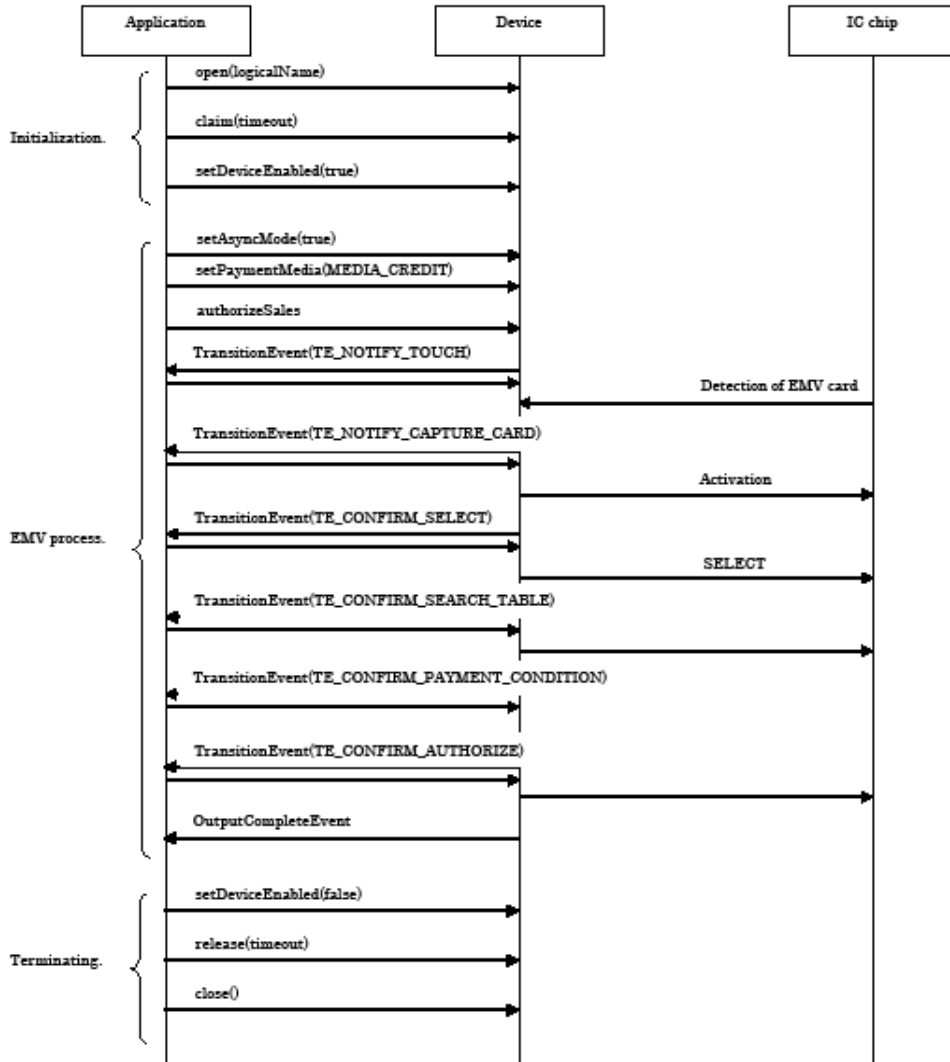 Application
Device
IC chip
open(logicalName)
claim(timeout)
Initialization.
setDeviceEnabled(true)
setAsyncMode(true)
setPaymentMedia(MEDIA_CREDIT)
authorizeSales
TransitionEvent(TE_NOTIFY_TOUCH)
Detection of EMV card
TransitionEvent(TE_NOTIFY_CAPTURE_CARD)
Activation
TransitionEvent(TE_CONFIRM_SELECT)
EMV process.
SELECT
TransitionEvent(TE_CONFIRM_SEARCH_TABLE)
TransitionEvent(TE_CONFIRM_PAYMENT_CONDITION)
TransitionEvent(TE_CONFIRM_AUTHORIZE)
OutputCompleteEvent
setDeviceEnabled(false)
release(timeout)
Terminating.
close()